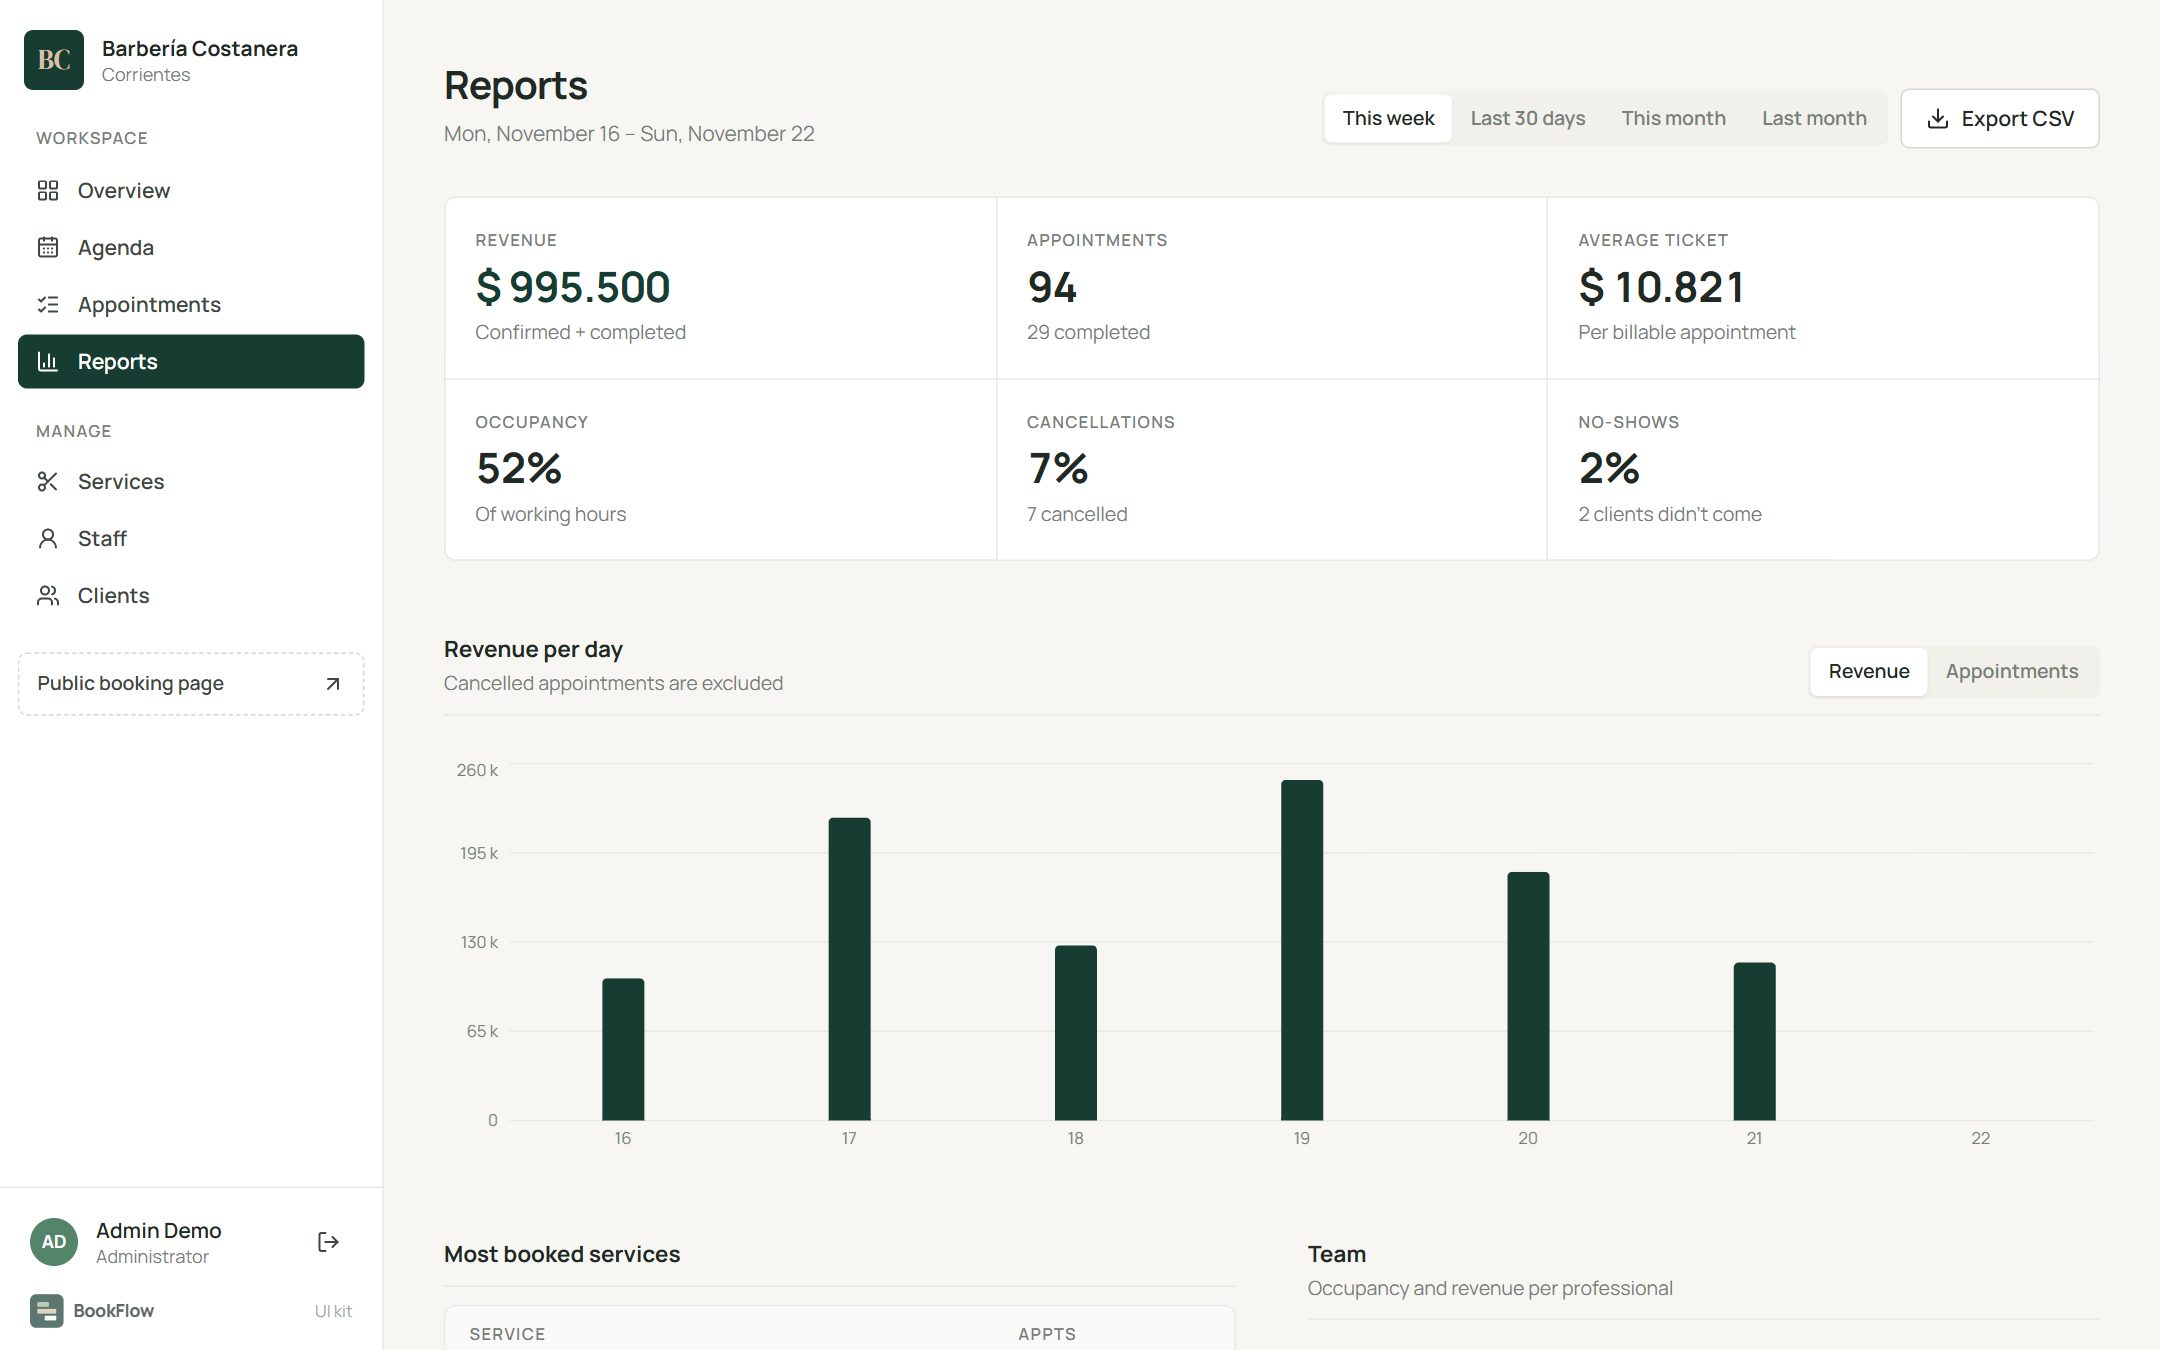 BC
Barbería Costanera
Corrientes
WORKSPACE
Overview
Agenda
Appointments
Reports
MANAGE
Services
Staff
Clients
Public booking page
AD
Admin Demo
Administrator
BookFlow
UI kit
Reports
Mon, November 16 – Sun, November 22
This week
Last 30 days
This month
Last month
Export CSV
REVENUE
$ 995.500
Confirmed + completed
APPOINTMENTS
94
29 completed
AVERAGE TICKET
$ 10.821
Per billable appointment
OCCUPANCY
52%
Of working hours
CANCELLATIONS
7%
7 cancelled
NO-SHOWS
2%
2 clients didn't come
Revenue per day
Cancelled appointments are excluded
Revenue
Appointments
260 k
195 k
130 k
65 k
0
16
17
18
19
20
21
22
Most booked services
SERVICE
APPTS
Team
Occupancy and revenue per professional